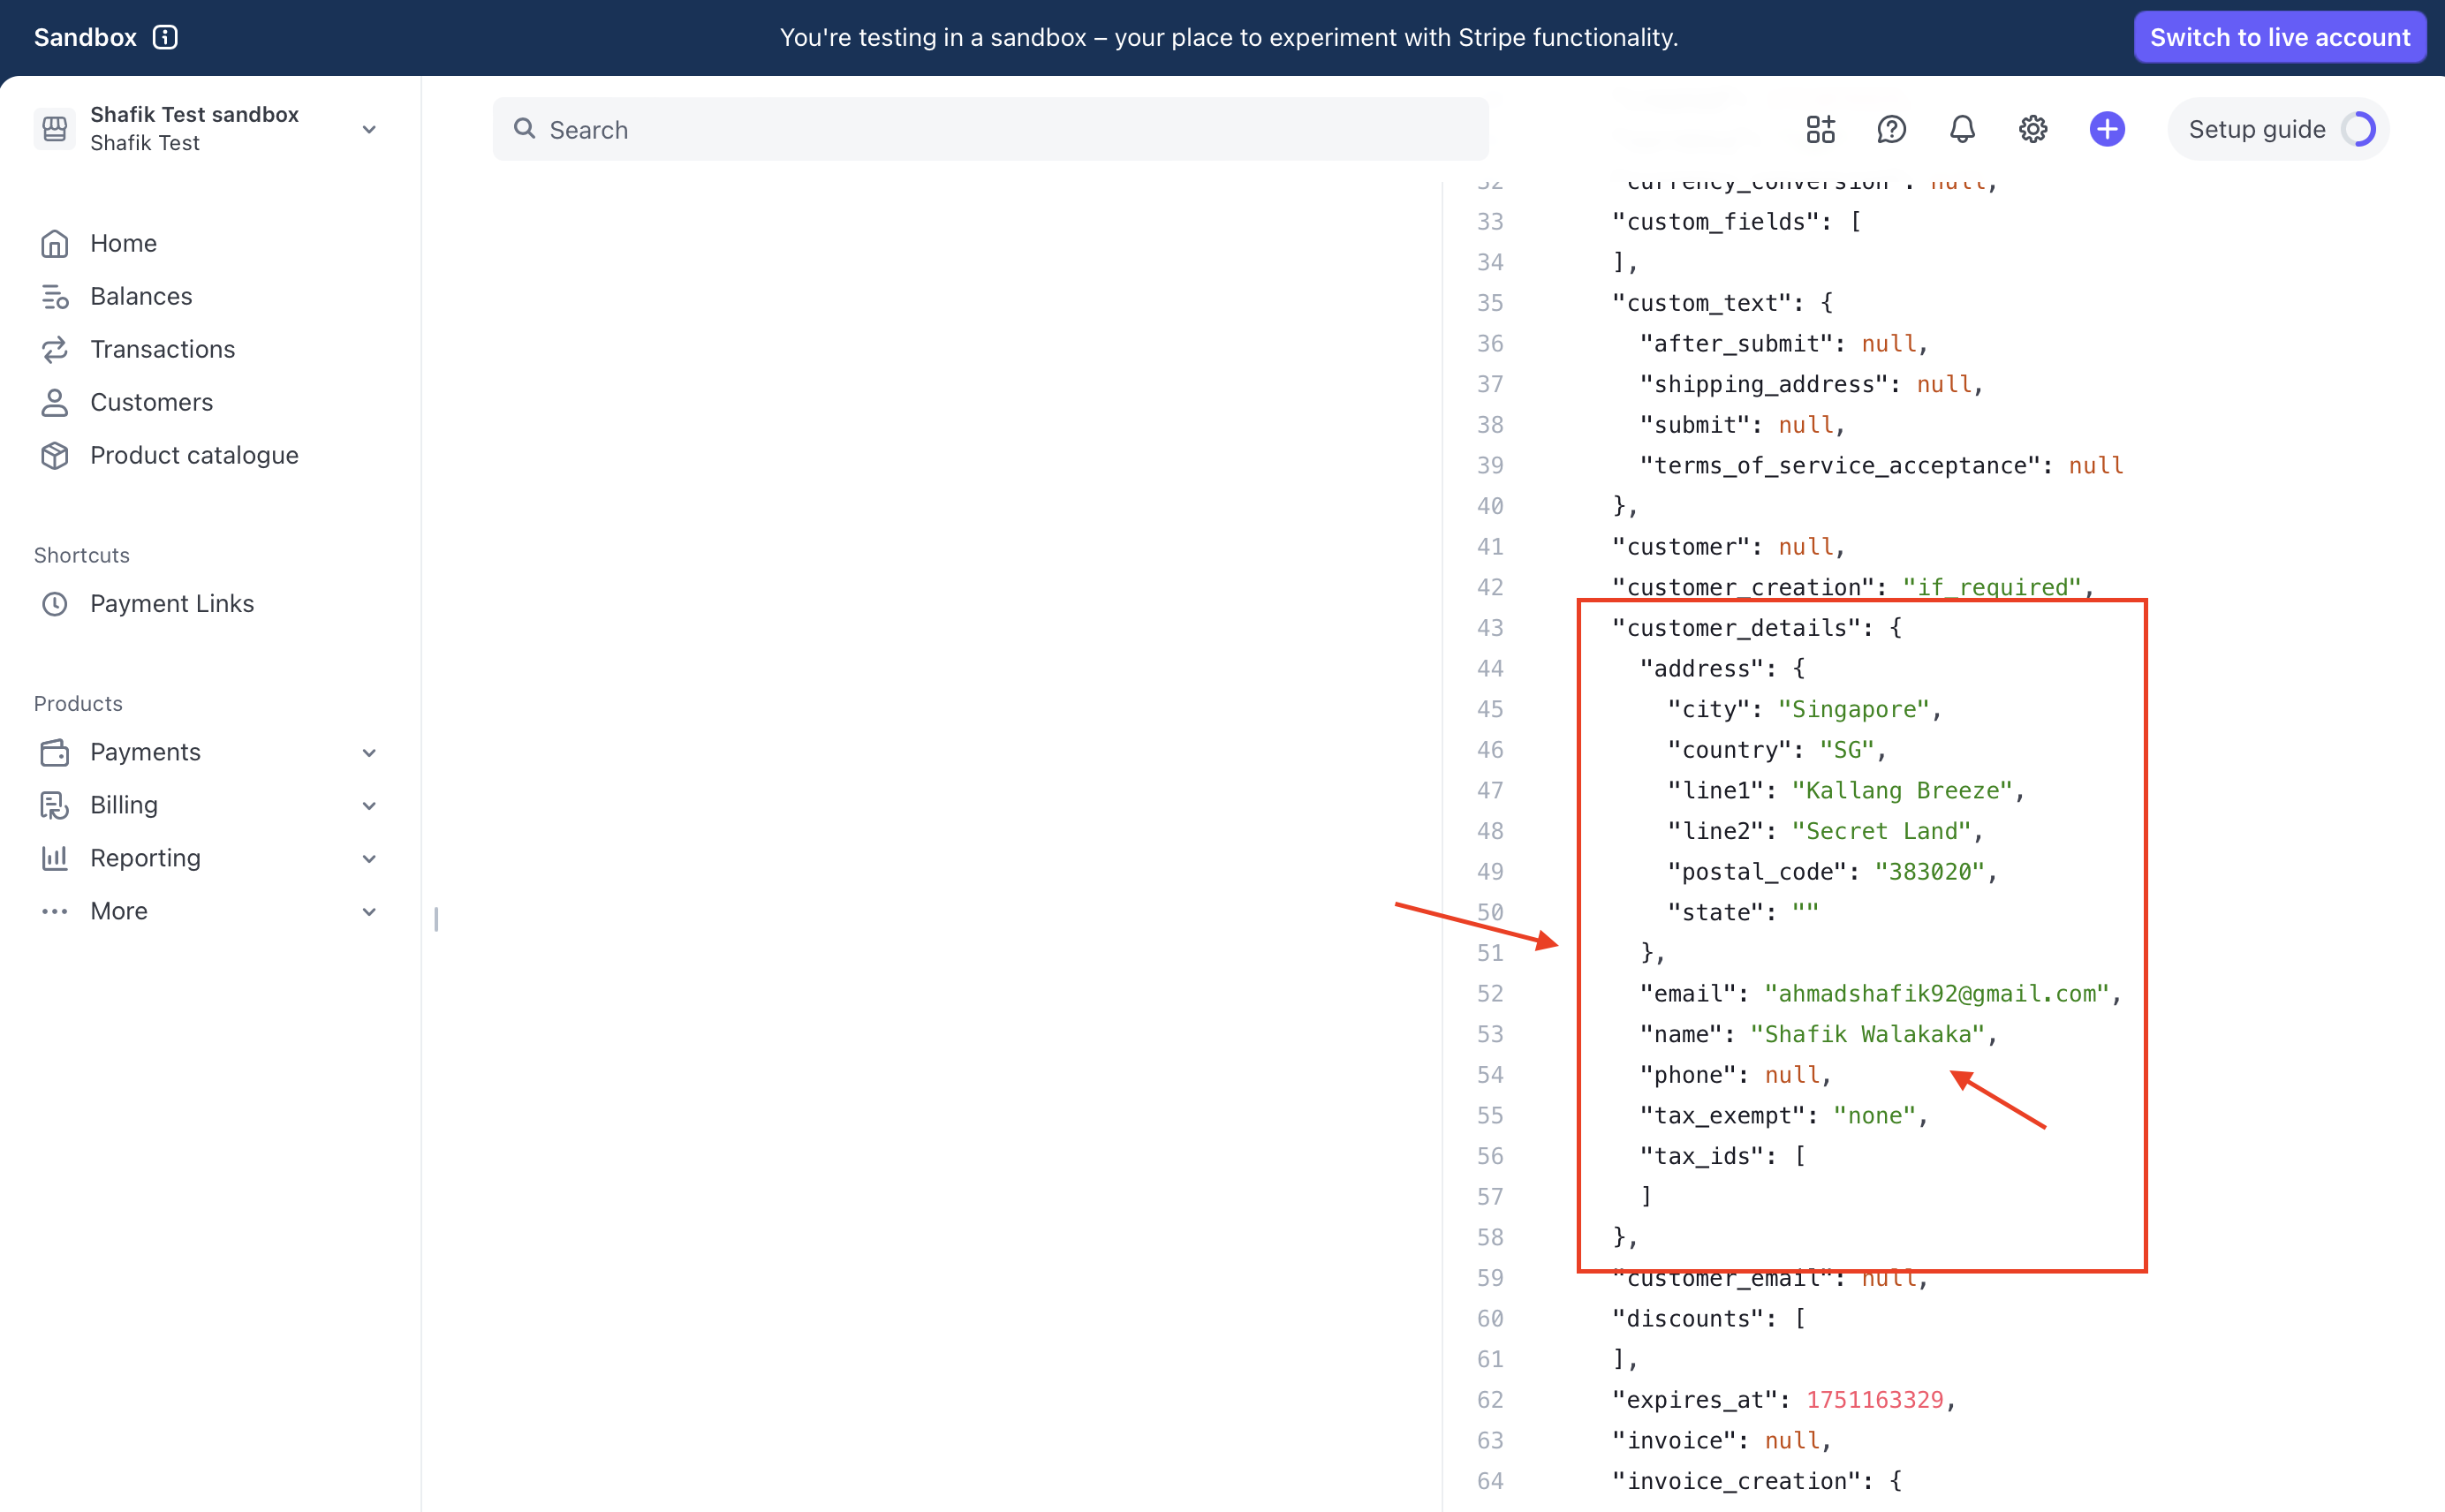 Sandbox
You're testing in a sandbox – your place to experiment with Stripe functionality.
Switch to live account
Shafik Test sandbox
Shafik Test
Search
Setup guide
Home
Balances
Transactions
Customers
Product catalogue
Shortcuts
Payment Links
Products
Payments
Billing
Reporting
More
32 "currency_conversion": null,
33 "custom_fields": [
34 ],
35 "custom_text": {
36 "after_submit": null,
37 "shipping_address": null,
38 "submit": null,
39 "terms_of_service_acceptance": null
40 },
41 "customer": null,
42 "customer_creation": "if_required",
43 "customer_details": {
44 "address": {
45 "city": "Singapore",
46 "country": "SG",
47 "line1": "Kallang Breeze",
48 "line2": "Secret Land",
49 "postal_code": "383020",
50 "state": ""
51 },
52 "email": "ahmadshafik92@gmail.com",
53 "name": "Shafik Walakaka",
54 "phone": null,
55 "tax_exempt": "none",
56 "tax_ids": [
57 ]
58 },
59 "customer_email": null,
60 "discounts": [
61 ],
62 "expires_at": 1751163329,
63 "invoice": null,
64 "invoice_creation": {